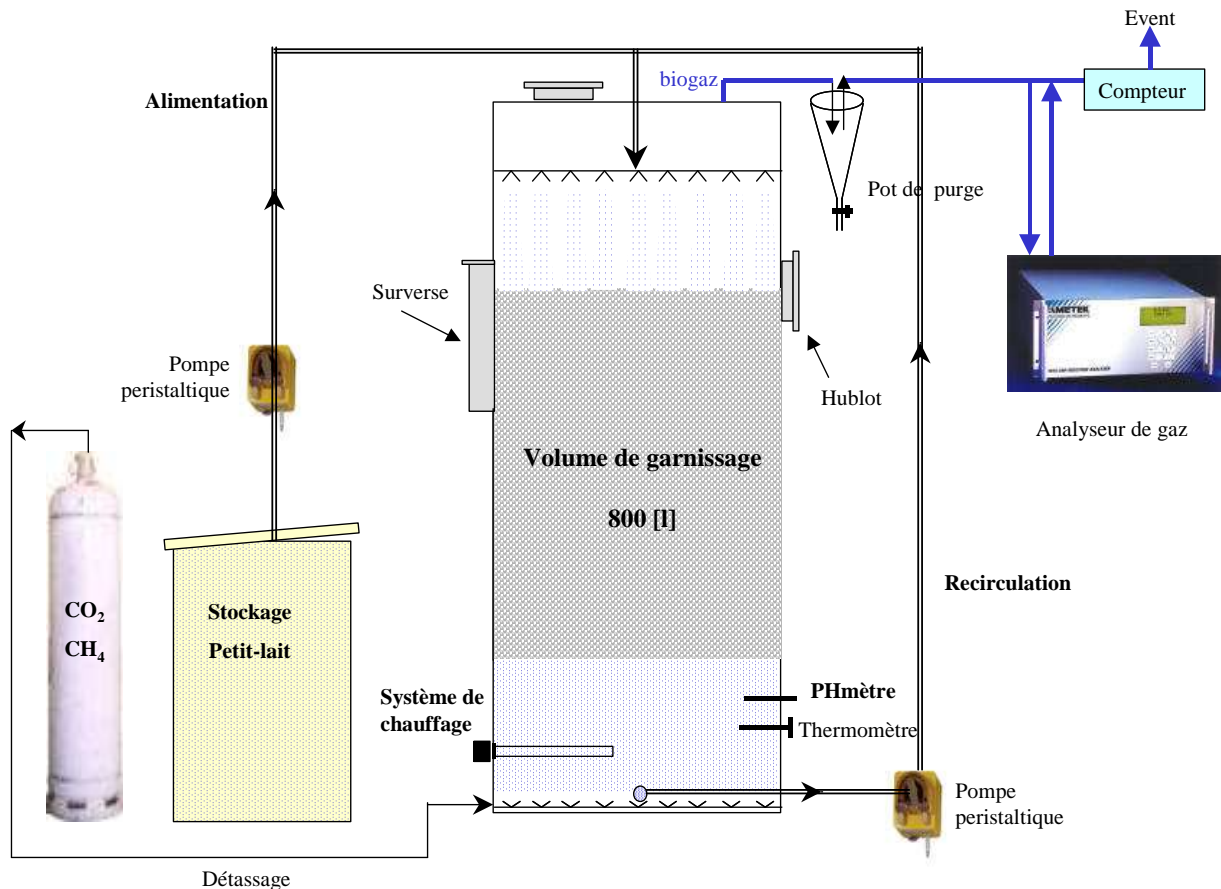 Event
biogaz
Compteur
Alimentation
Pot de purge
Surverse
Pompe
peristaltique
Hublot
AMETEK
Analyseur de gaz
Volume de garnissage
800 [l]
CO₂
CH₄
Stockage
Petit-lait
Recirculation
Système de
chauffage
PHmètre
Thermomètre
Pompe
peristaltique
Détassage